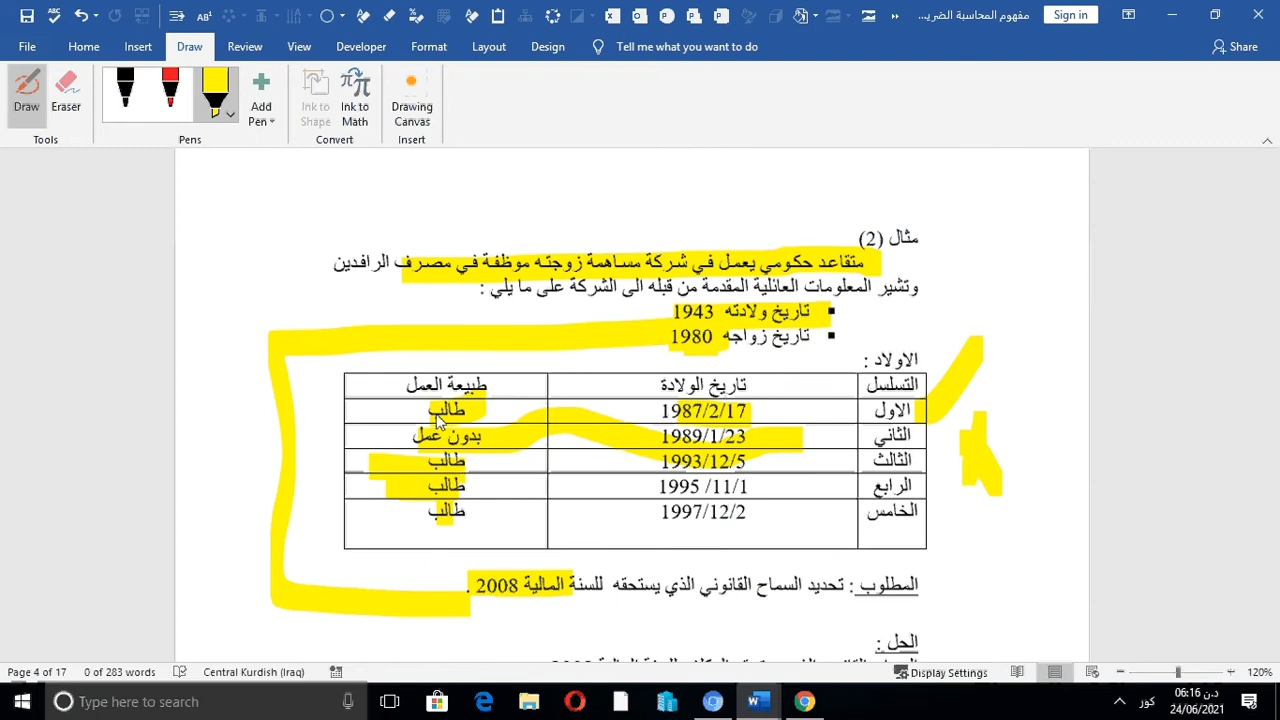 مفهوم المحاسبة الضري...
Sign in
File
Home
Insert
Draw
Review
View
Developer
Format
Layout
Design
Tell me what you want to do
Share
Draw
Eraser
Add Pen
Ink to Shape
Ink to Math
Drawing Canvas
Tools
Pens
Convert
Insert
مثال (2)
متقاعد حكومي يعمل في شركة مساهمة زوجته موظفة في مصرف الرافدين
وتشير المعلومات العائلية المقدمة من قبله الى الشركة على ما يلي :
تاريخ ولادته 1943
تاريخ زواجه 1980
الاولاد :
التسلسل تاريخ الولادة طبيعة العمل
الاول 1987/2/17 طالب
الثاني 1989/1/23 بدون عمل
الثالث 1993/12/5 طالب
الرابع 1995 /11/1 طالب
الخامس 1997/12/2 طالب
المطلوب : تحديد السماح القانوني الذي يستحقه للسنة المالية 2008 .
الحل :
Page 4 of 17
0 of 283 words
Central Kurdish (Iraq)
Display Settings
120%
Type here to search
كور
06:16 د.ن
24/06/2021